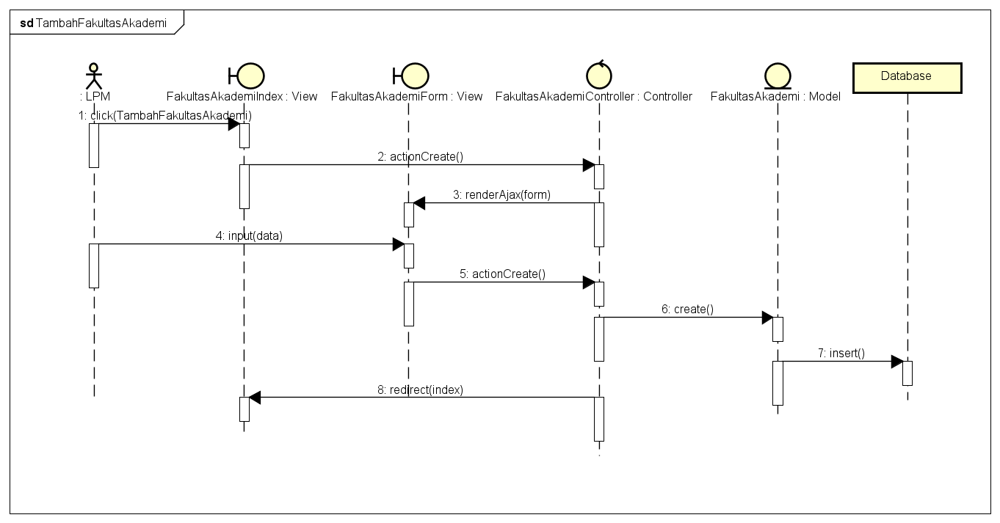 sd TambahFakultasAkademi
: LPM
FakultasAkademiIndex : View
FakultasAkademiForm : View
FakultasAkademiController : Controller
FakultasAkademi : Model
Database
1: click(TambahFakultasAkademi)
2: actionCreate()
3: renderAjax(form)
4: input(data)
5: actionCreate()
6: create()
7: insert()
8: redirect(index)